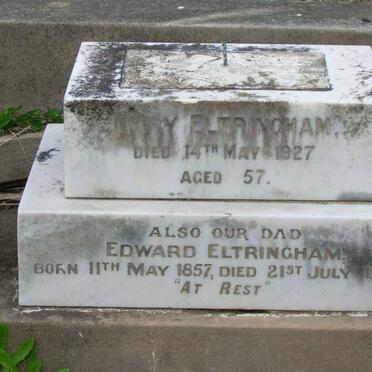 ELTRINGHAM,
DIED 14TH MAY 1927
AGED 57.
ALSO OUR DAD
EDWARD ELTRINGHAM,
BORN 11TH MAY 1857, DIED 21ST JULY
"AT REST"